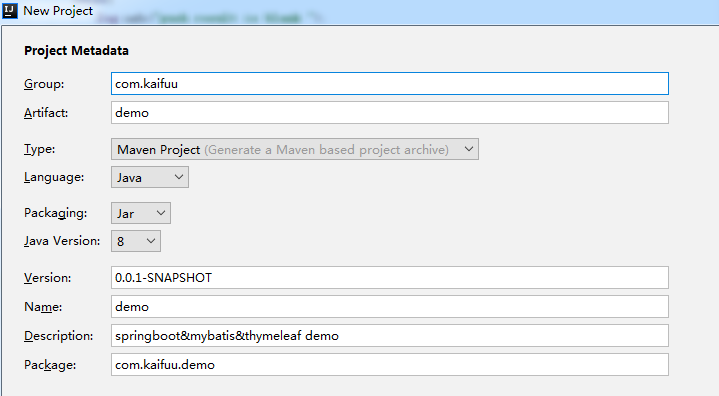 IJ New Project
Project Metadata
Group: com.kaifuu
Artifact: demo
Type: Maven Project (Generate a Maven based project archive)
Language: Java
Packaging: Jar
Java Version: 8
Version: 0.0.1-SNAPSHOT
Name: demo
Description: springboot&mybatis&thymeleaf demo
Package: com.kaifuu.demo